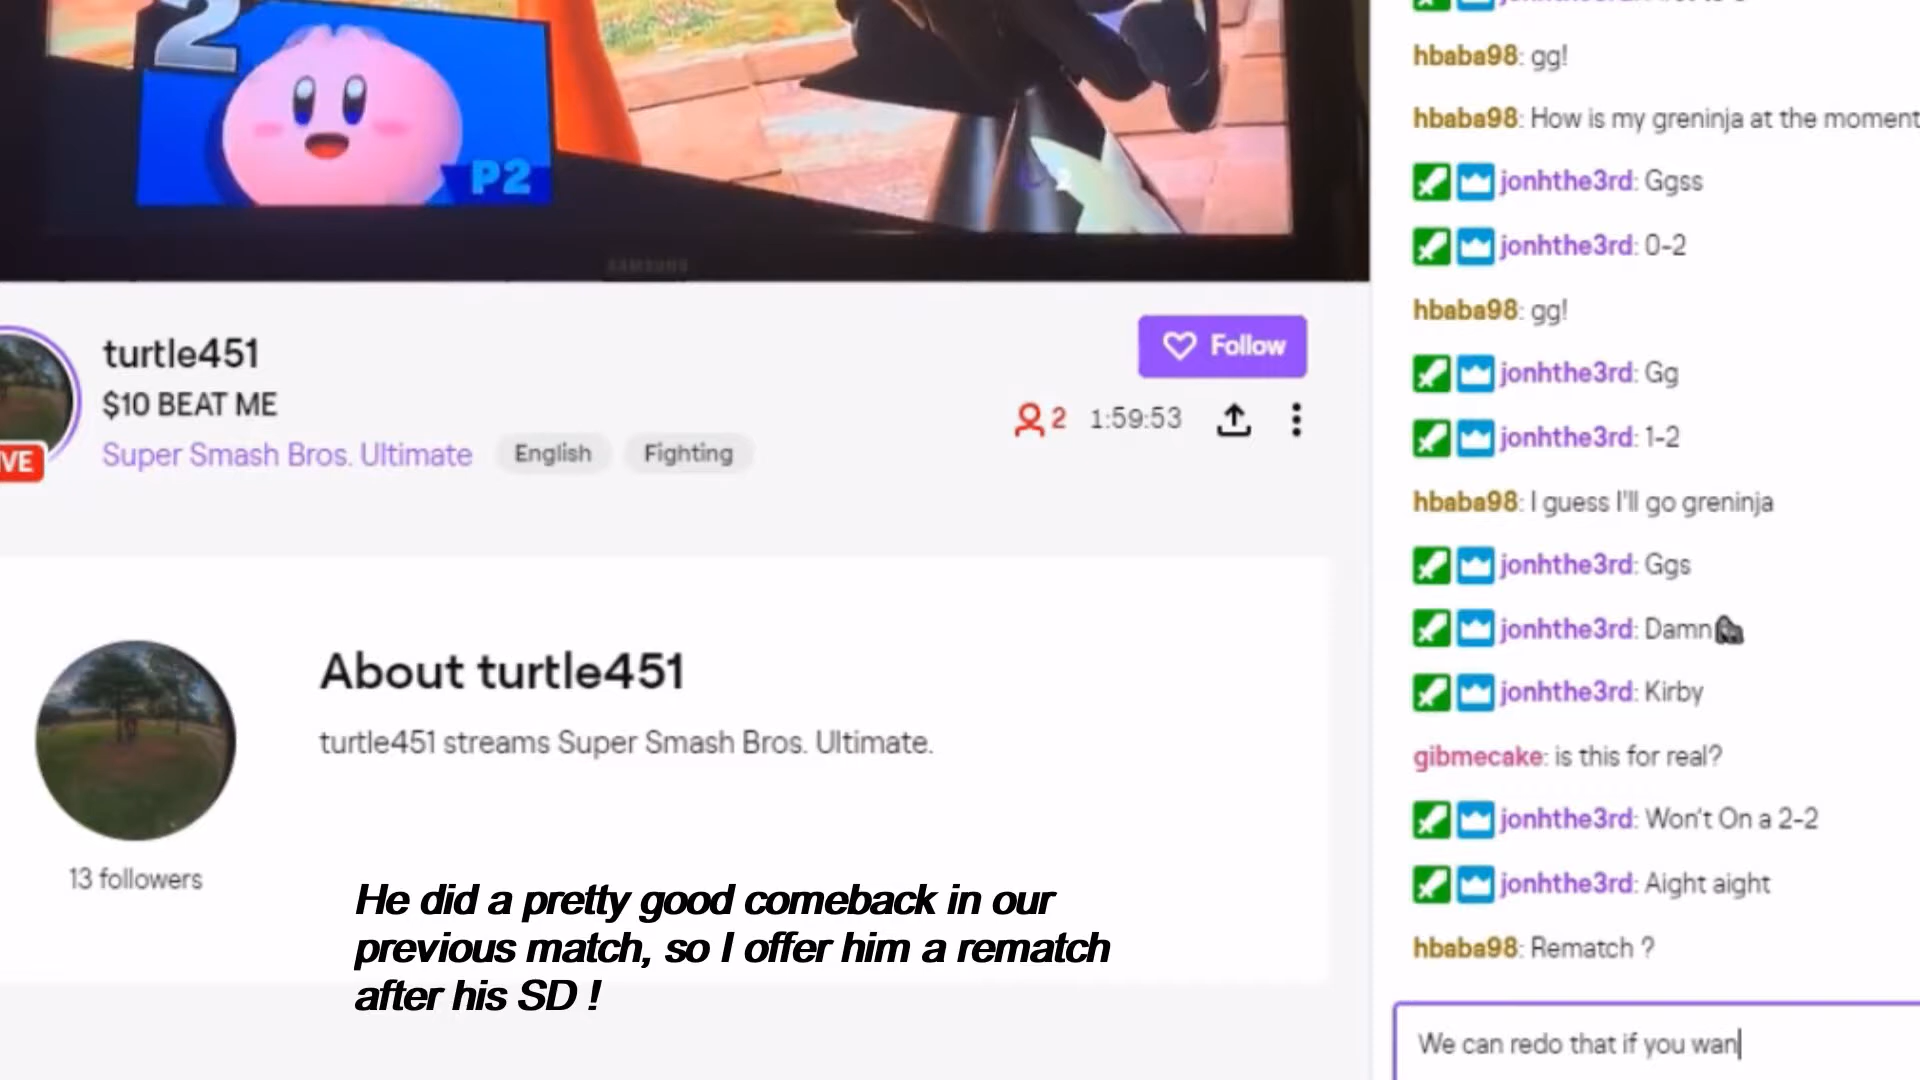 2
P2
SAMSUNG
turtle451
$10 BEAT ME
Super Smash Bros. Ultimate English Fighting
Follow
2 1:59:53
About turtle451
turtle451 streams Super Smash Bros. Ultimate.
13 followers
He did a pretty good comeback in our
previous match, so I offer him a rematch
after his SD !
hbaba98: gg!
hbaba98: How is my greninja at the moment
jonhthe3rd: Ggss
jonhthe3rd: 0-2
hbaba98: gg!
jonhthe3rd: Gg
jonhthe3rd: 1-2
hbaba98: I guess I'll go greninja
jonhthe3rd: Ggs
jonhthe3rd: Damn
jonhthe3rd: Kirby
gibmecake: is this for real?
jonhthe3rd: Won't On a 2-2
jonhthe3rd: Aight aight
hbaba98: Rematch ?
We can redo that if you wan